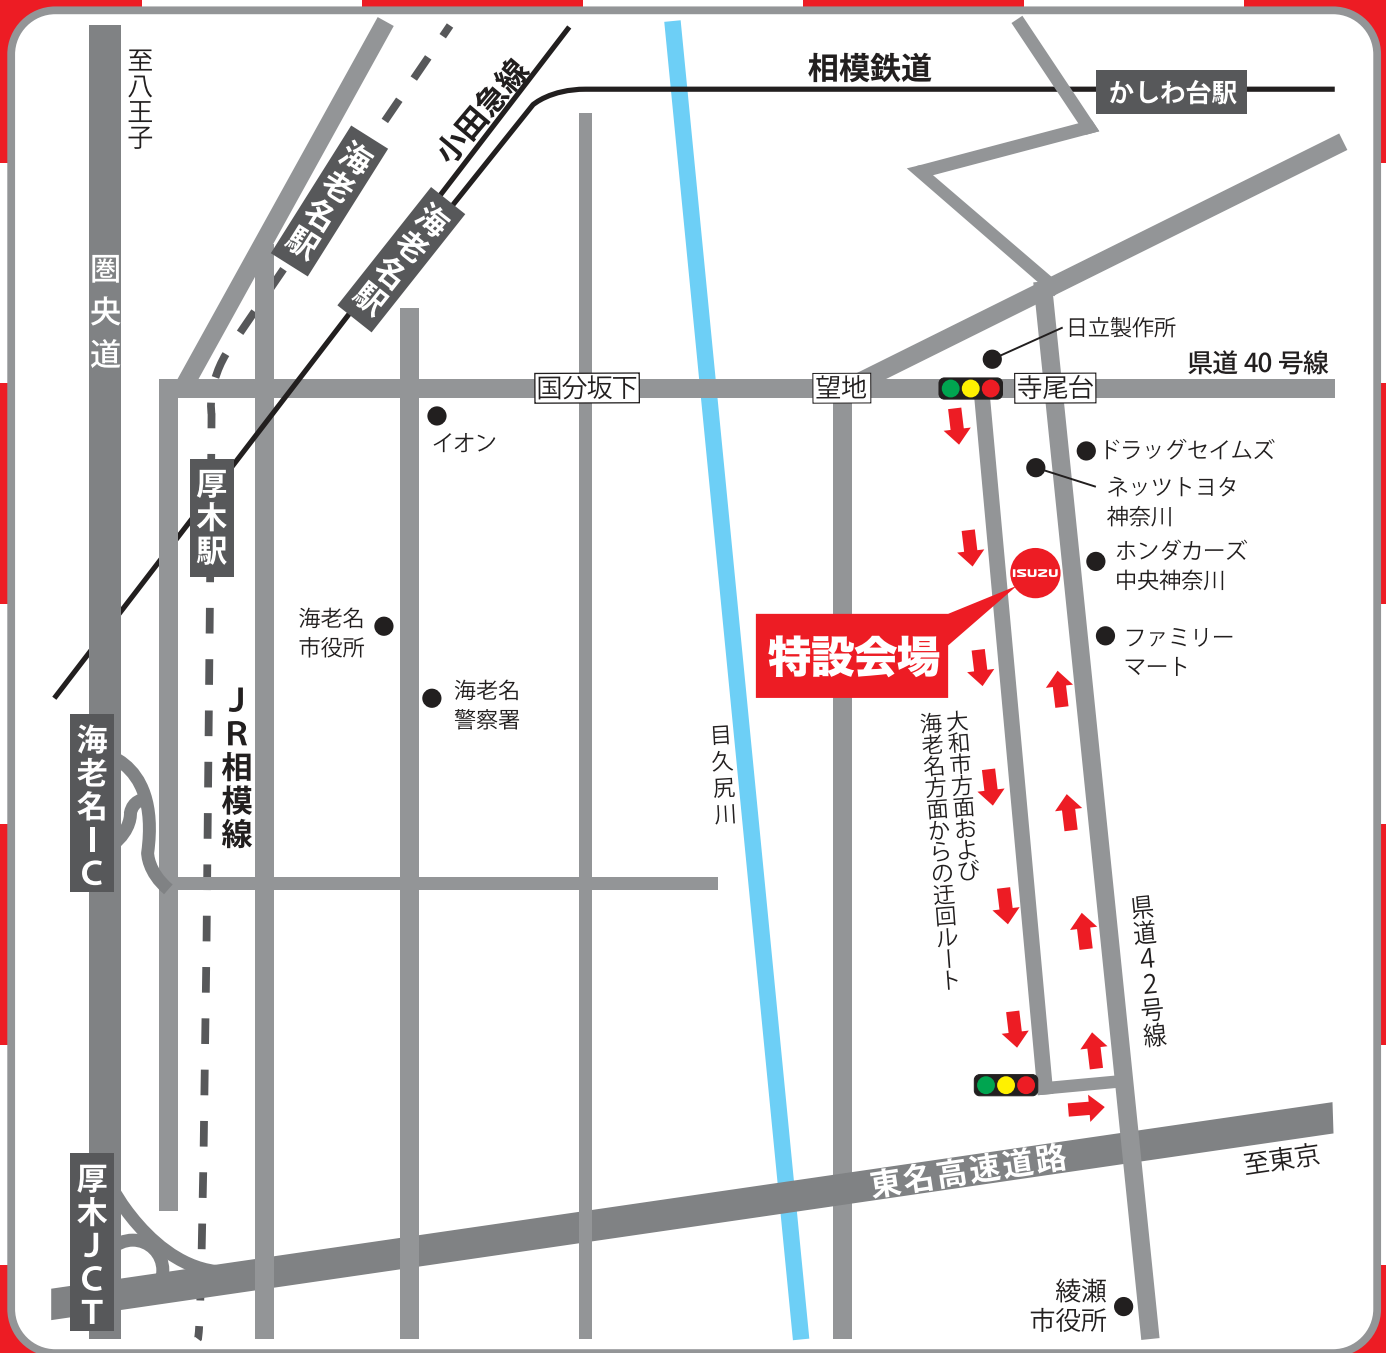 至八王子
圏央道
海老名駅
小田急線
海老名駅
相模鉄道
かしわ台駅
日立製作所
県道 40 号線
国分坂下
望地
寺尾台
イオン
ドラッグセイムズ
ネッツトヨタ
神奈川
厚木駅
ホンダカーズ
中央神奈川
ISUZU
海老名
市役所
特設会場
ファミリー
マート
海老名
警察署
JR相模線
海老名IC
目久尻川
大和市方面および
海老名方面からの迂回ルート
県道42号線
厚木JCT
東名高速道路
至東京
綾瀬
市役所